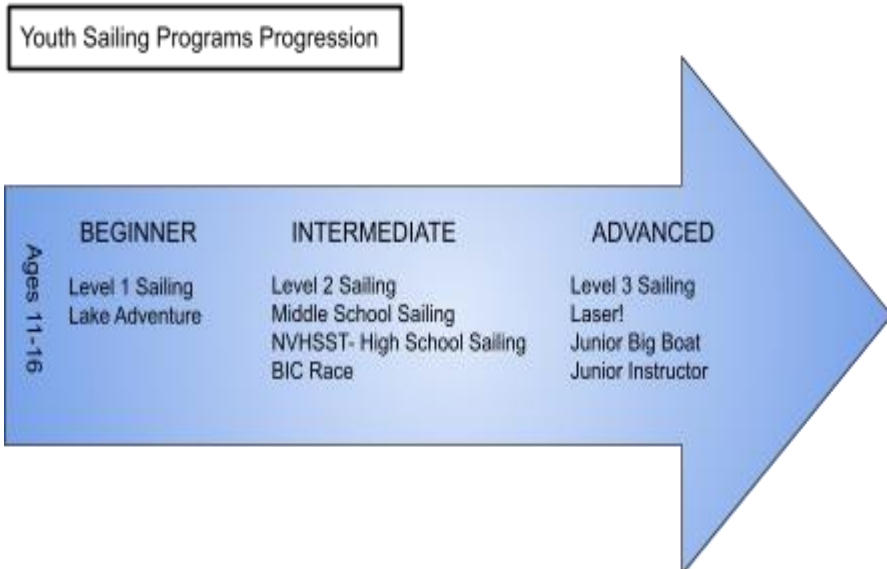 Youth Sailing Programs Progression
Ages 11-16
BEGINNER
Level 1 Sailing
Lake Adventure
INTERMEDIATE
Level 2 Sailing
Middle School Sailing
NVHSST- High School Sailing
BIC Race
ADVANCED
Level 3 Sailing
Laser!
Junior Big Boat
Junior Instructor